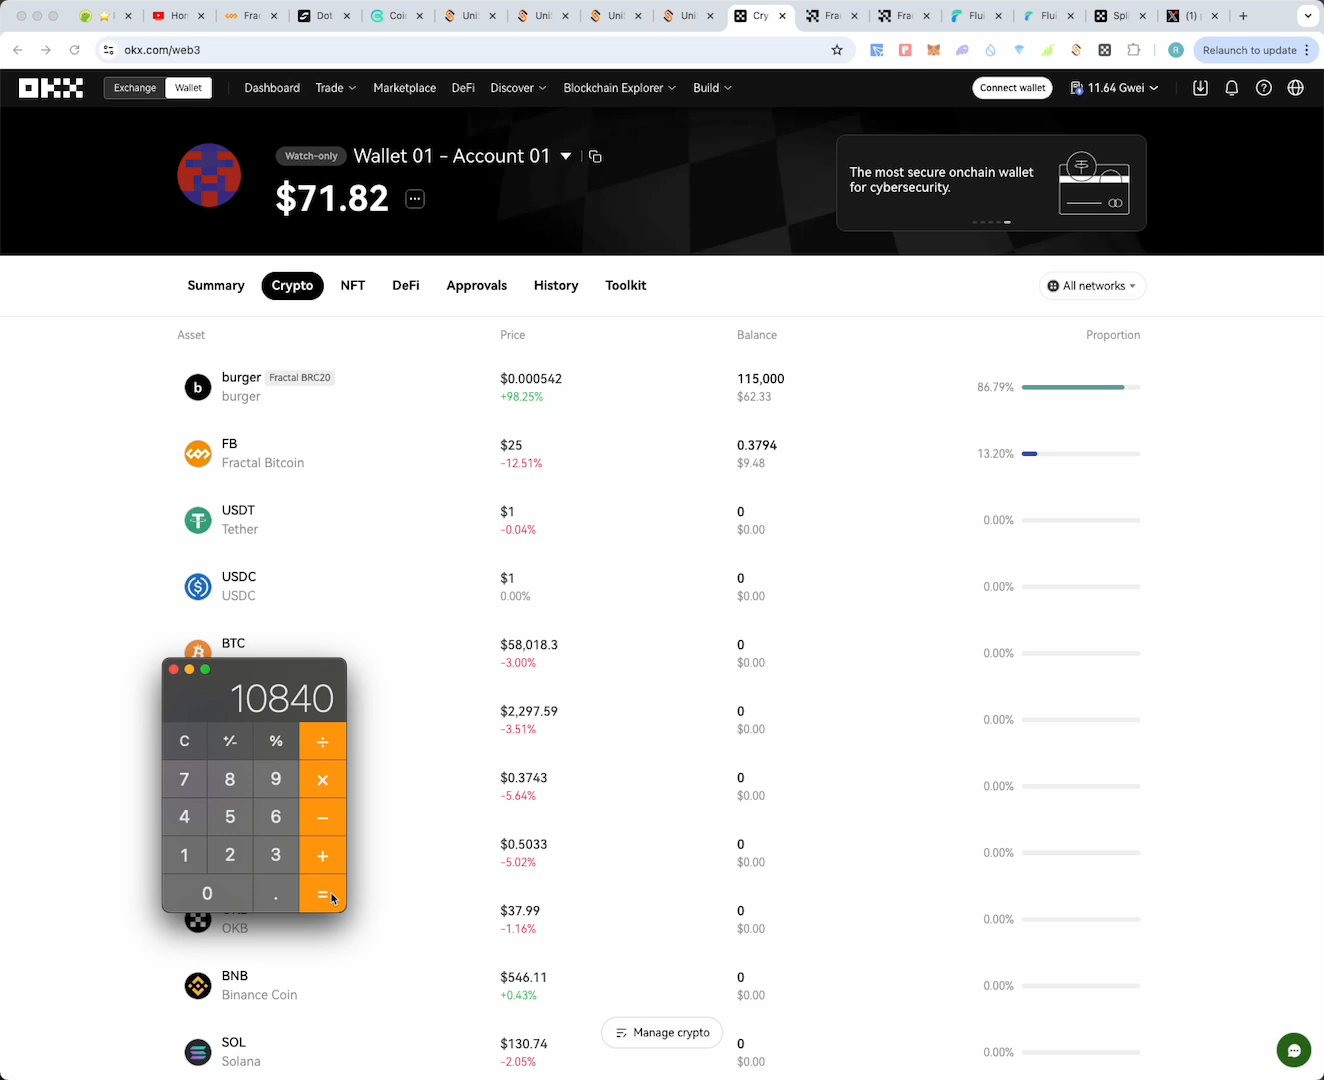 Hon
Frac
Dot
Coin
Uni
Uni
Uni
Uni
Cry
Fra
Fra
Flui
Flui
Spli
(1)
okx.com/web3
R
Relaunch to update
OKX
Exchange
Wallet
Dashboard
Trade
Marketplace
DeFi
Discover
Blockchain Explorer
Build
Connect wallet
11.64 Gwei
Watch-only
Wallet 01 - Account 01
$71.82
The most secure onchain wallet
for cybersecurity.
Summary
Crypto
NFT
DeFi
Approvals
History
Toolkit
All networks
Asset
Price
Balance
Proportion
b
burger
Fractal BRC20
burger
$0.000542
+98.25%
115,000
$62.33
86.79%
FB
Fractal Bitcoin
$25
-12.51%
0.3794
$9.48
13.20%
USDT
Tether
$1
-0.04%
0
$0.00
0.00%
USDC
USDC
$1
0.00%
0
$0.00
0.00%
BTC
$58,018.3
-3.00%
0
$0.00
0.00%
$2,297.59
-3.51%
0
$0.00
0.00%
$0.3743
-5.64%
0
$0.00
0.00%
$0.5033
-5.02%
0
$0.00
0.00%
OKB
$37.99
-1.16%
0
$0.00
0.00%
BNB
Binance Coin
$546.11
+0.43%
0
$0.00
0.00%
SOL
Solana
$130.74
-2.05%
0
$0.00
0.00%
Manage crypto
10840
C +/- % ÷
7 8 9 ×
4 5 6 −
1 2 3 +
0 . =